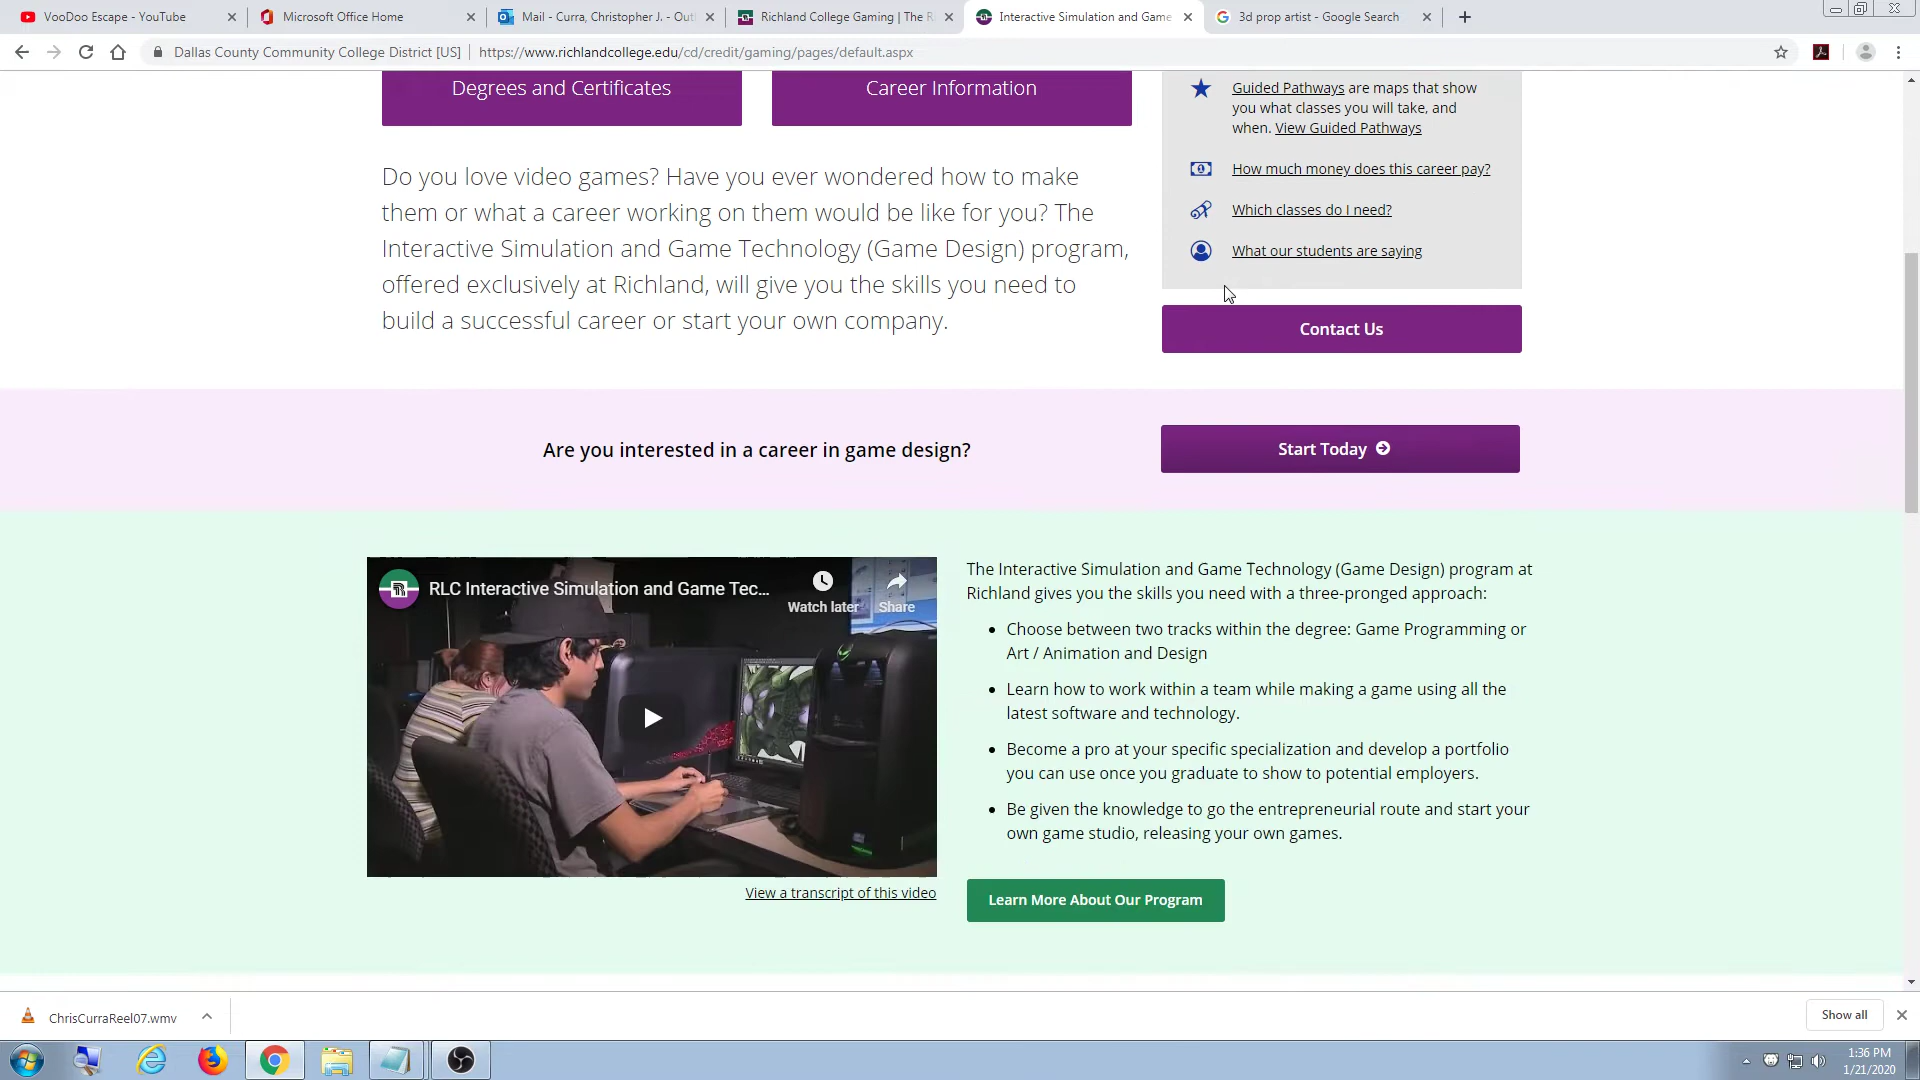 VooDoo Escape - YouTube
Microsoft Office Home
Mail - Curra, Christopher J. - Out
Richland College Gaming | The R
Interactive Simulation and Game
3d prop artist - Google Search
Dallas County Community College District [US]
https://www.richlandcollege.edu/cd/credit/gaming/pages/default.aspx
Degrees and Certificates
Career Information
Guided Pathways are maps that show
you what classes you will take, and
when. View Guided Pathways
How much money does this career pay?
Which classes do I need?
What our students are saying
Contact Us
Do you love video games? Have you ever wondered how to make
them or what a career working on them would be like for you? The
Interactive Simulation and Game Technology (Game Design) program,
offered exclusively at Richland, will give you the skills you need to
build a successful career or start your own company.
Are you interested in a career in game design?
Start Today
RLC Interactive Simulation and Game Tec...
Watch later
Share
View a transcript of this video
The Interactive Simulation and Game Technology (Game Design) program at
Richland gives you the skills you need with a three-pronged approach:
• Choose between two tracks within the degree: Game Programming or
Art / Animation and Design
• Learn how to work within a team while making a game using all the
latest software and technology.
• Become a pro at your specific specialization and develop a portfolio
you can use once you graduate to show to potential employers.
• Be given the knowledge to go the entrepreneurial route and start your
own game studio, releasing your own games.
Learn More About Our Program
ChrisCurraReel07.wmv
Show all
1:36 PM
1/21/2020